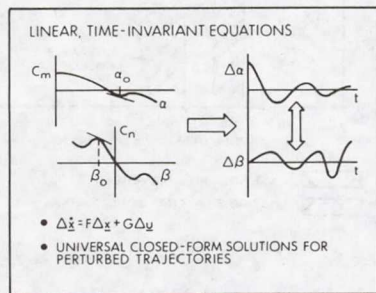 LINEAR, TIME-INVARIANT EQUATIONS
Cm
αo
α
Δα
t
Cn
βo
β
Δβ
t
• Δẋ = FΔx + GΔu
• UNIVERSAL CLOSED-FORM SOLUTIONS FOR
PERTURBED TRAJECTORIES